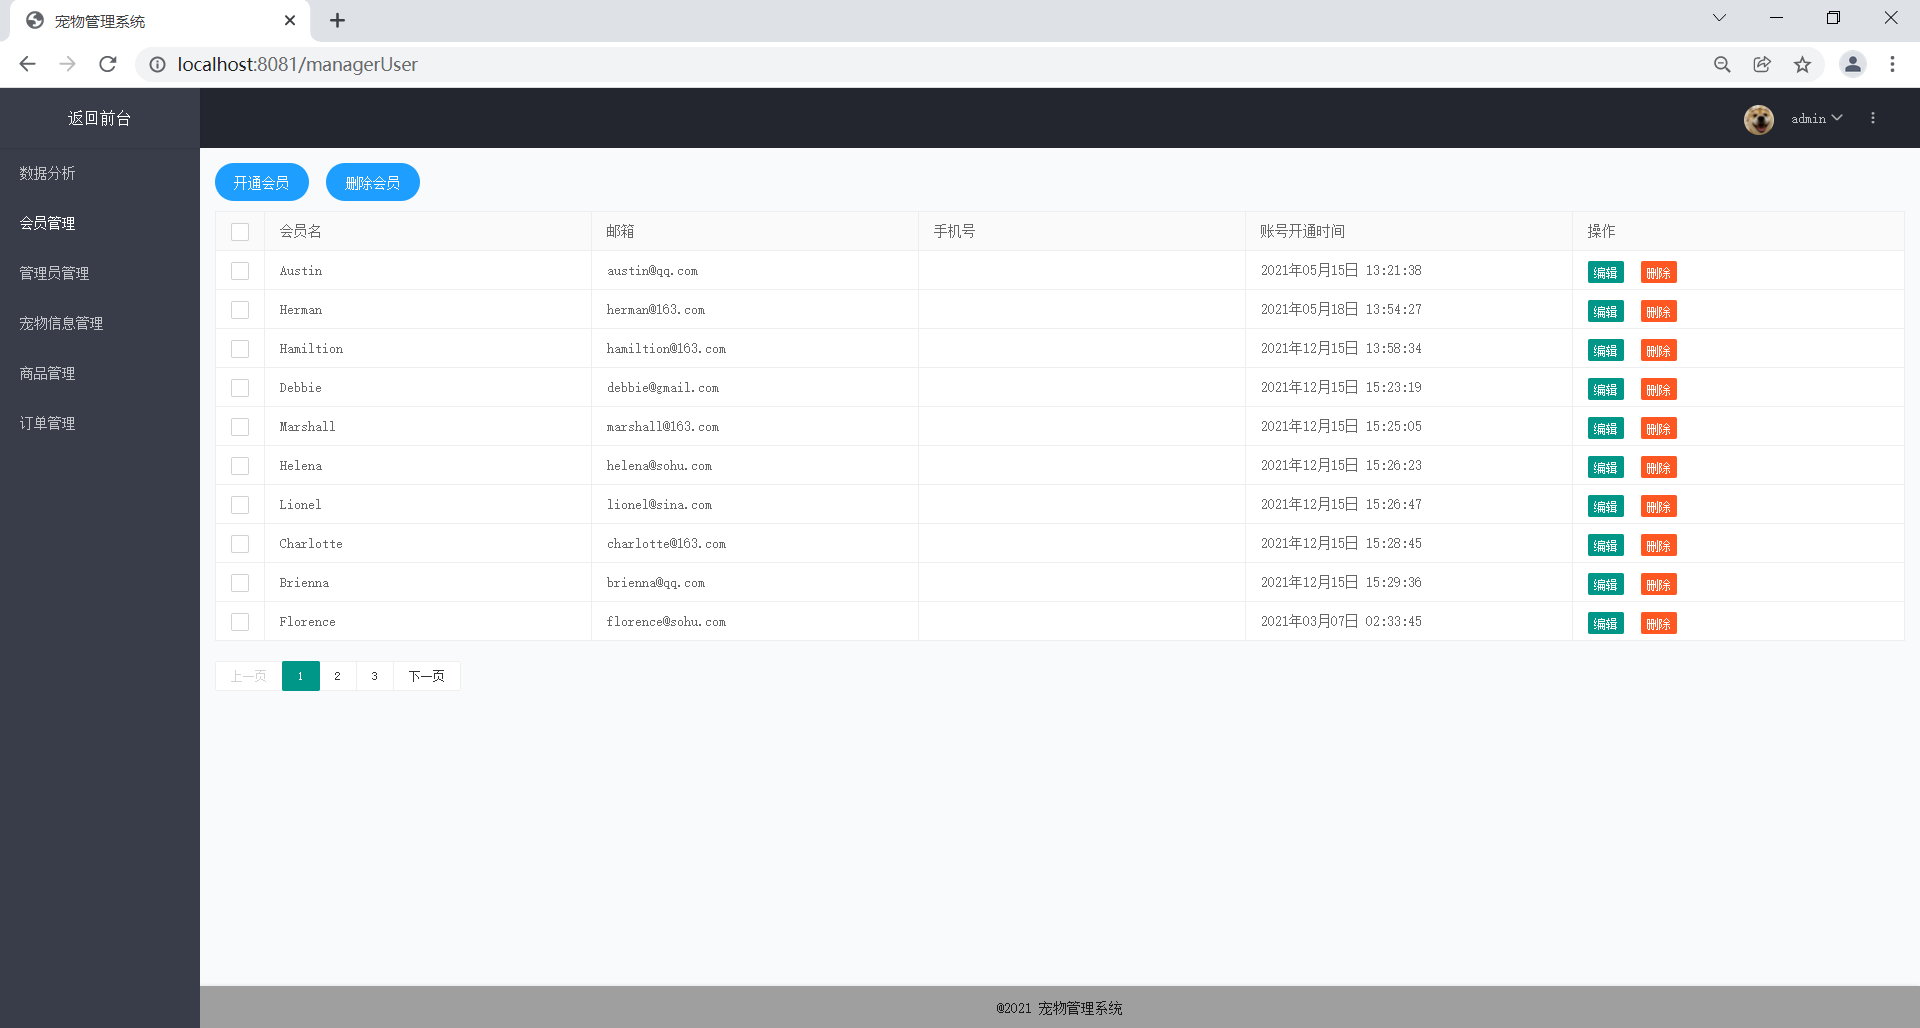 宠物管理系统
localhost:8081/managerUser
返回前台
admin
数据分析
会员管理
管理员管理
宠物信息管理
商品管理
订单管理
开通会员 删除会员
会员名 邮箱 手机号 账号开通时间 操作
Austin austin@qq.com 2021年05月15日 13:21:38 编辑 删除
Herman herman@163.com 2021年05月18日 13:54:27 编辑 删除
Hamiltion hamiltion@163.com 2021年12月15日 13:58:34 编辑 删除
Debbie debbie@gmail.com 2021年12月15日 15:23:19 编辑 删除
Marshall marshall@163.com 2021年12月15日 15:25:05 编辑 删除
Helena helena@sohu.com 2021年12月15日 15:26:23 编辑 删除
Lionel lionel@sina.com 2021年12月15日 15:26:47 编辑 删除
Charlotte charlotte@163.com 2021年12月15日 15:28:45 编辑 删除
Brienna brienna@qq.com 2021年12月15日 15:29:36 编辑 删除
Florence florence@sohu.com 2021年03月07日 02:33:45 编辑 删除
上一页 1 2 3 下一页
@2021 宠物管理系统